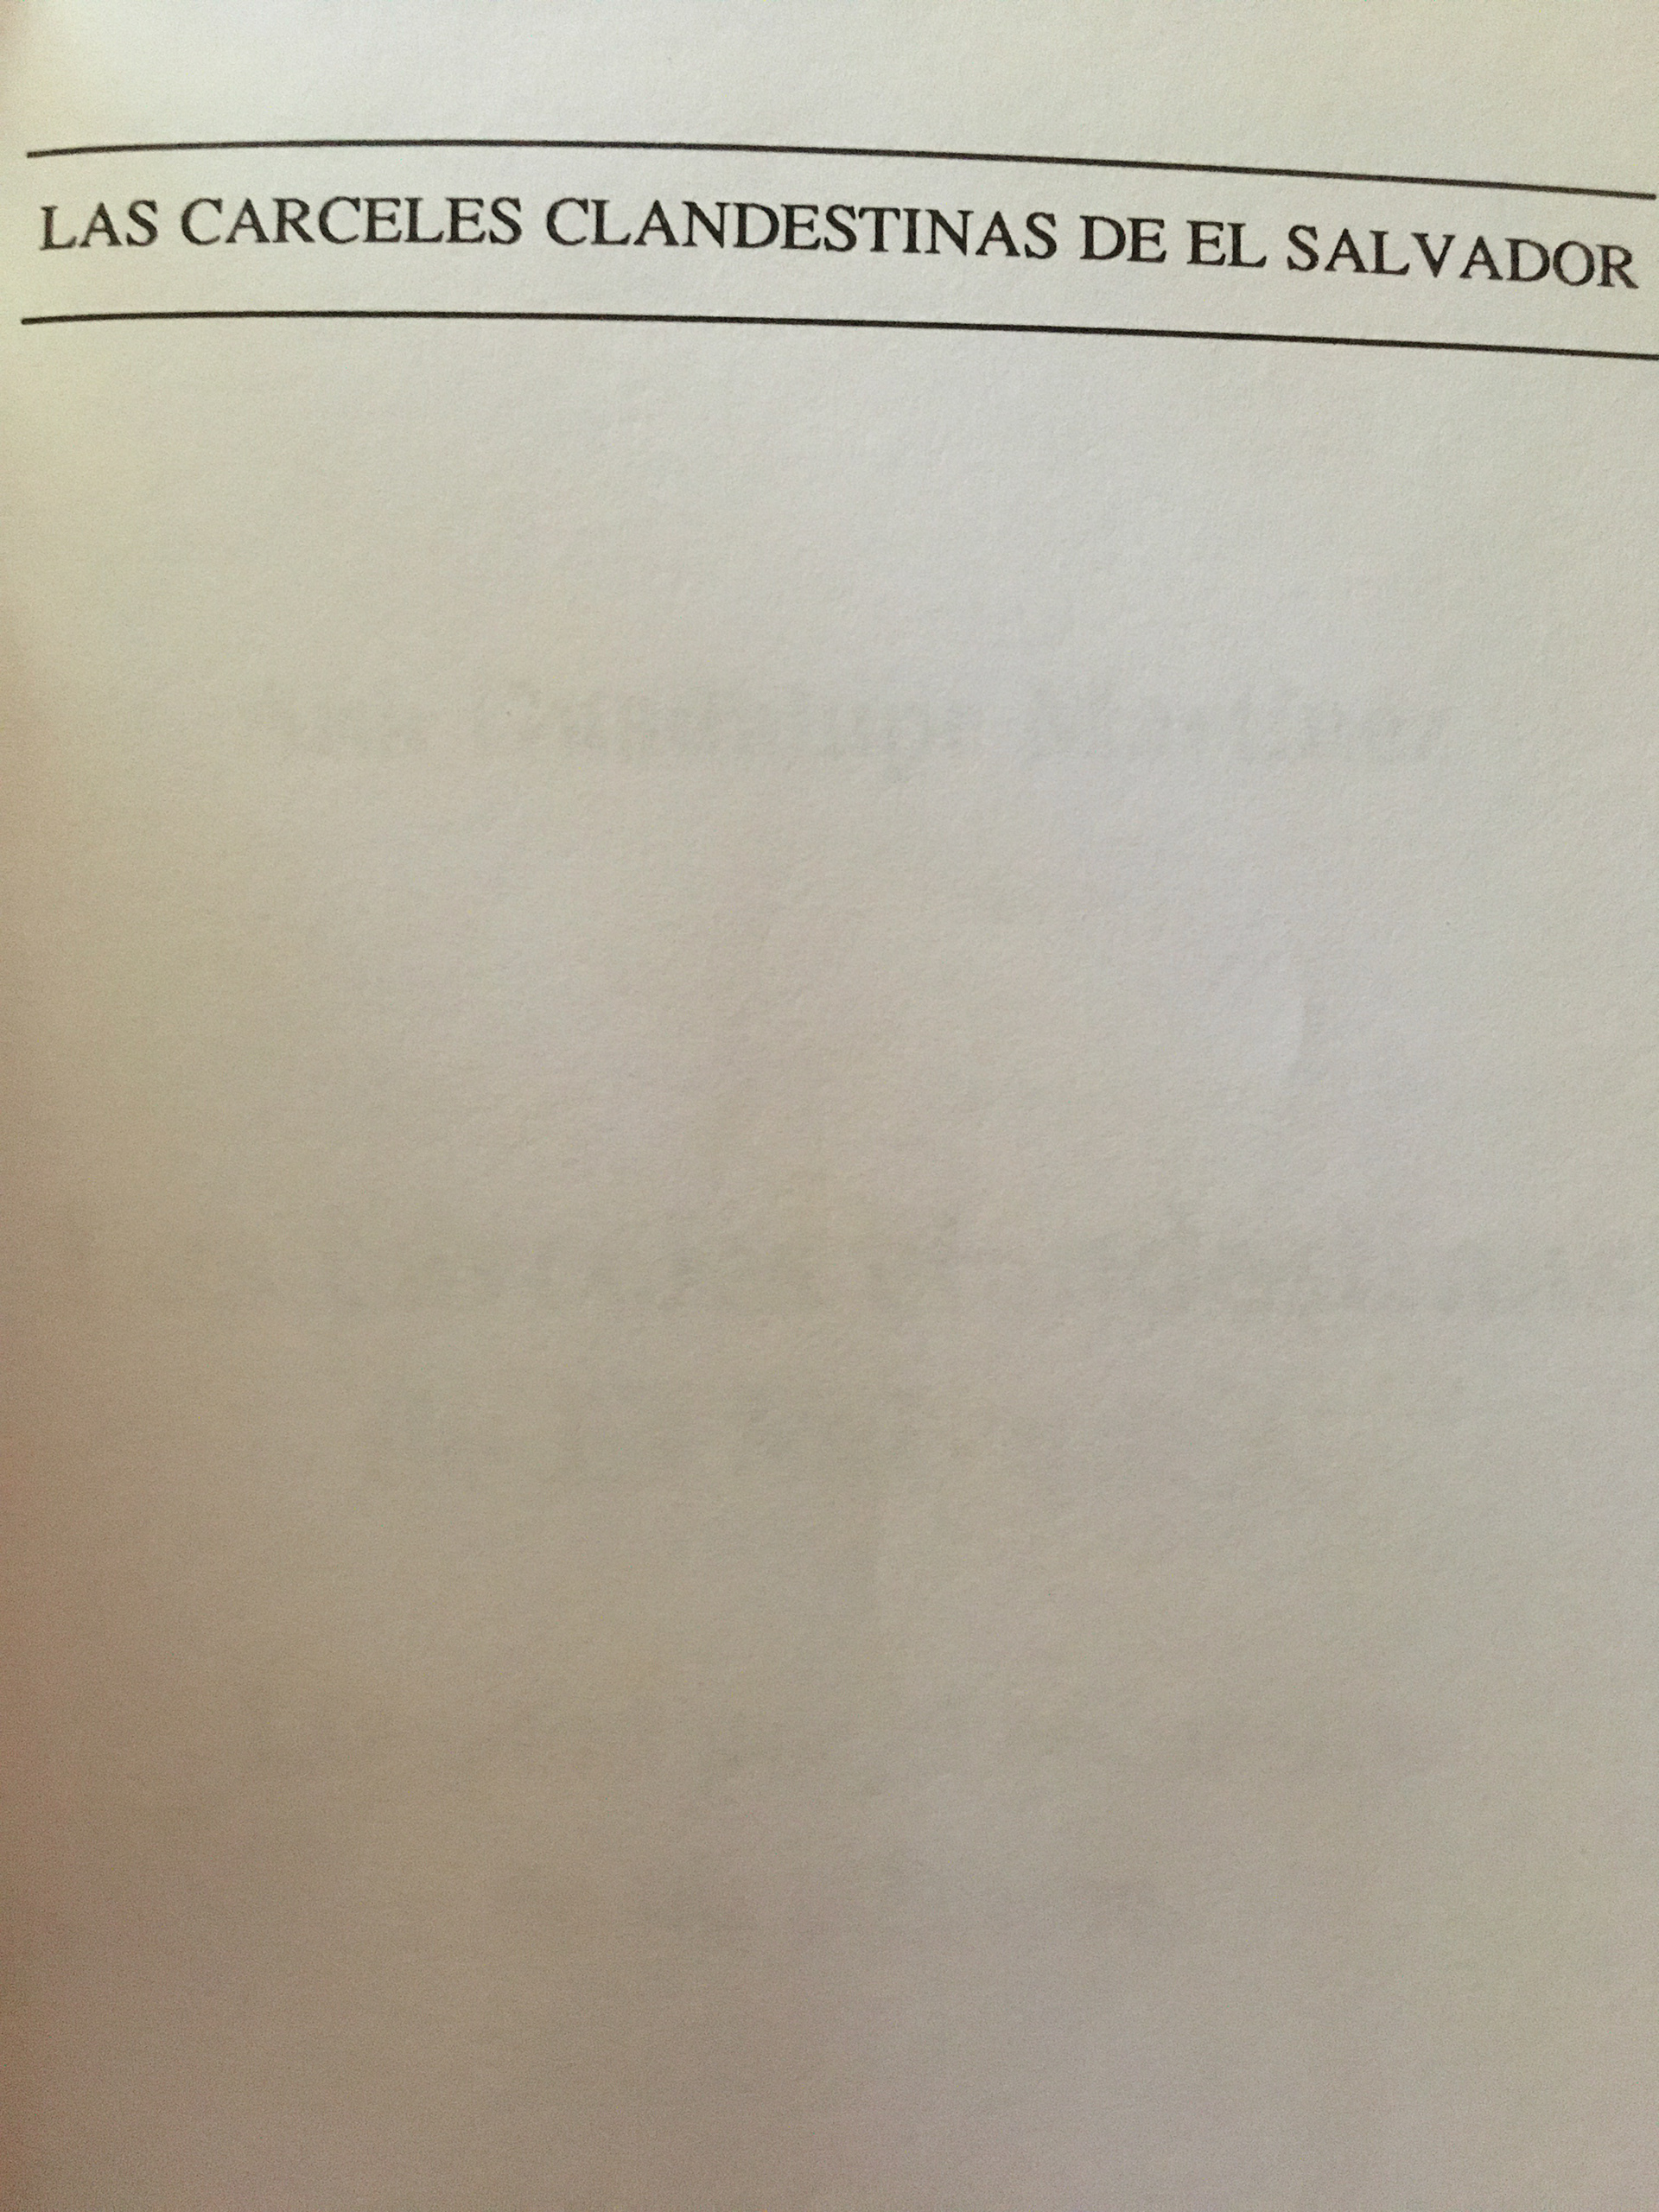 LAS CARCELES CLANDESTINAS DE EL SALVADOR